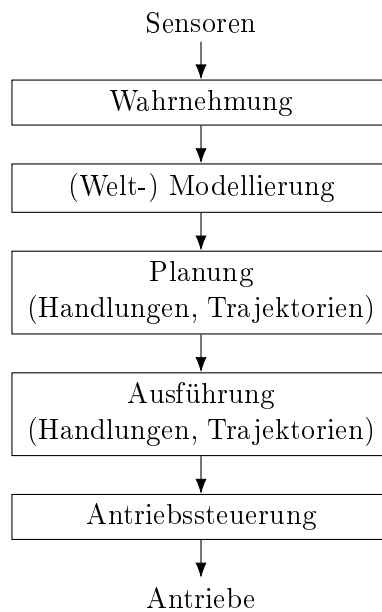 Sensoren
Wahrnehmung
(Welt-) Modellierung
Planung
(Handlungen, Trajektorien)
Ausführung
(Handlungen, Trajektorien)
Antriebssteuerung
Antriebe